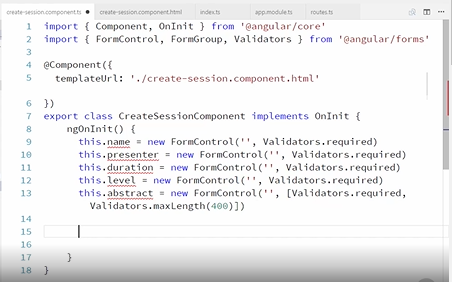 create-session.component.ts create-session.component.html index.ts app.module.ts routes.ts
1 import { Component, OnInit } from '@angular/core'
2 import { FormControl, FormGroup, Validators } from '@angular/forms'
3
4 @Component({
5 templateUrl: './create-session.component.html'
6 })
7 export class CreateSessionComponent implements OnInit {
8 ngOnInit() {
9 this.name = new FormControl('', Validators.required)
10 this.presenter = new FormControl('', Validators.required)
11 this.duration = new FormControl('', Validators.required)
12 this.level = new FormControl('', Validators.required)
13 this.abstract = new FormControl('', [Validators.required,
Validators.maxLength(400)])
14
15
16
17 }
18 }